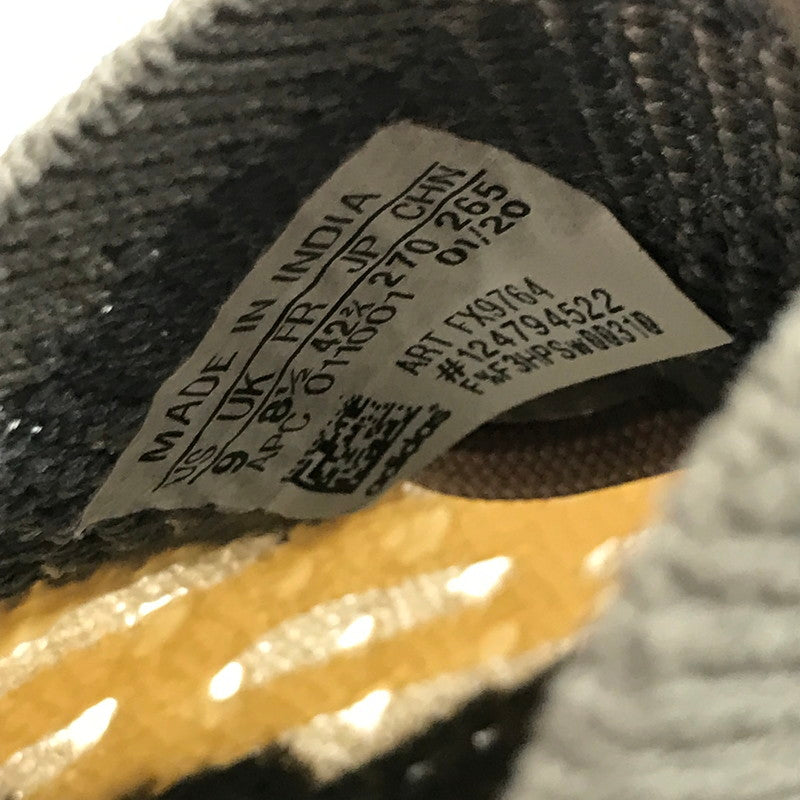 MADE IN INDIA
US UK FR JP CHN
9 8½ 42⅔ 270 265
APC 011001 01/20
ART FX9764
#124794522
adidas